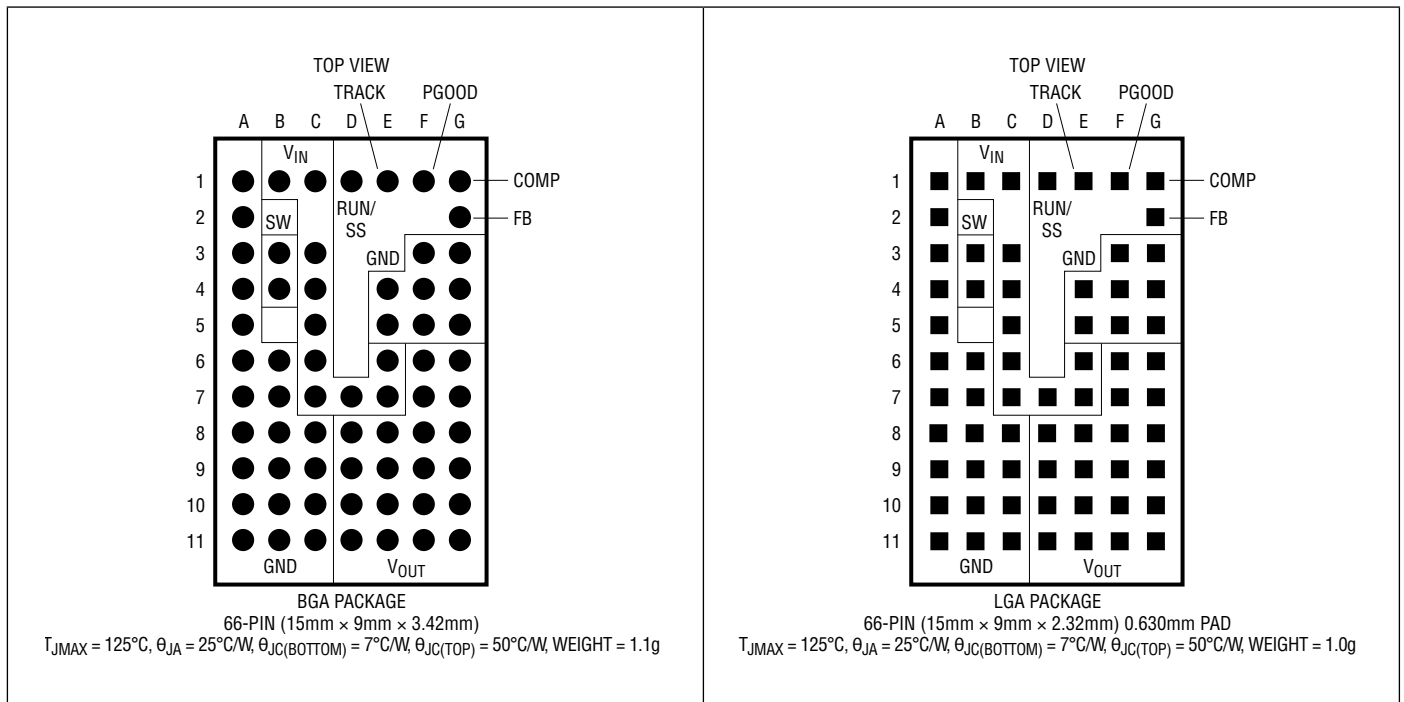 TOP VIEW
TRACK PGOOD
A B C D E F G
V_IN
1 COMP
RUN/
SS
2 SW FB
3 GND
4
5
6
7
8
9
10
11
GND V_OUT
BGA PACKAGE
66-PIN (15mm × 9mm × 3.42mm)
T_JMAX = 125°C, θ_JA = 25°C/W, θ_JC(BOTTOM) = 7°C/W, θ_JC(TOP) = 50°C/W, WEIGHT = 1.1g
TOP VIEW
TRACK PGOOD
A B C D E F G
V_IN
1 COMP
RUN/
SS
2 SW FB
3 GND
4
5
6
7
8
9
10
11
GND V_OUT
LGA PACKAGE
66-PIN (15mm × 9mm × 2.32mm) 0.630mm PAD
T_JMAX = 125°C, θ_JA = 25°C/W, θ_JC(BOTTOM) = 7°C/W, θ_JC(TOP) = 50°C/W, WEIGHT = 1.0g